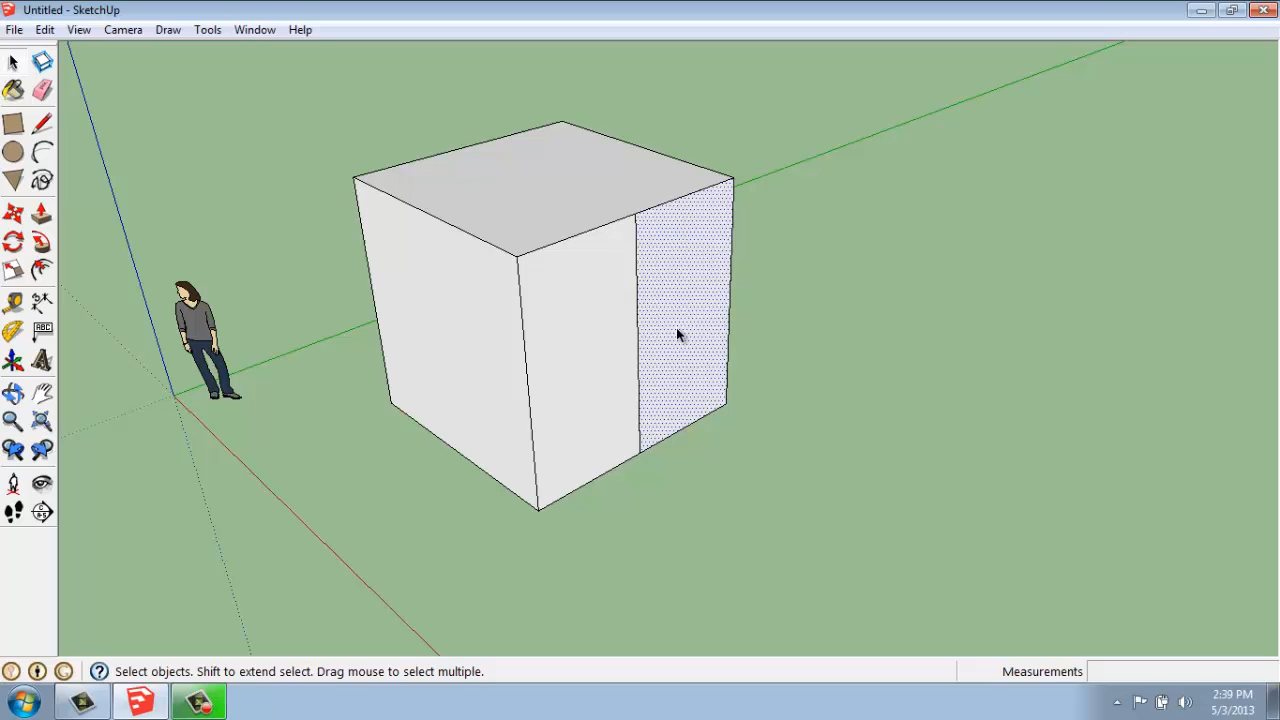 Untitled - SketchUp
File Edit View Camera Draw Tools Window Help
ABC
Select objects. Shift to extend select. Drag mouse to select multiple.
Measurements
2:39 PM
5/3/2013